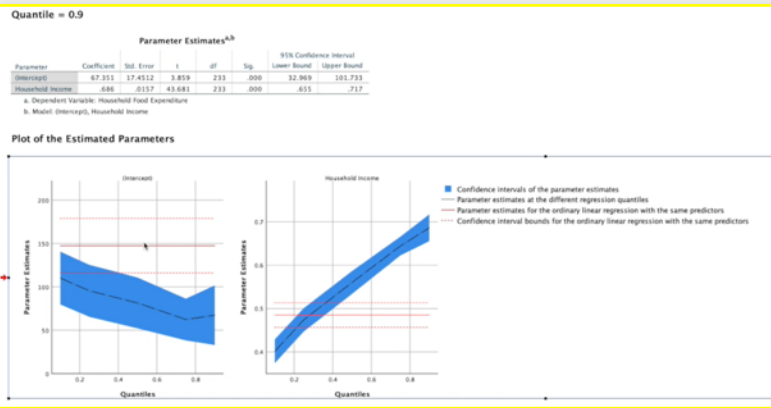 Quantile = 0.9
Parameter Estimates a,b
95% Confidence Interval
Parameter Coefficient Std. Error t df Sig. Lower Bound Upper Bound
(Intercept) 67.351 17.4512 3.859 233 .000 32.969 101.733
Household Income .686 .0157 43.681 233 .000 .655 .717
a. Dependent Variable: Household Food Expenditure
b. Model: (Intercept), Household Income
Plot of the Estimated Parameters
(Intercept)
Parameter Estimates
200
150
100
50
0
0.2 0.4 0.6 0.8
Quantiles
Household Income
Parameter Estimates
0.7
0.6
0.5
0.4
0.2 0.4 0.6 0.8
Quantiles
Confidence intervals of the parameter estimates
Parameter estimates at the different regression quantiles
Parameter estimates for the ordinary linear regression with the same predictors
Confidence interval bounds for the ordinary linear regression with the same predictors